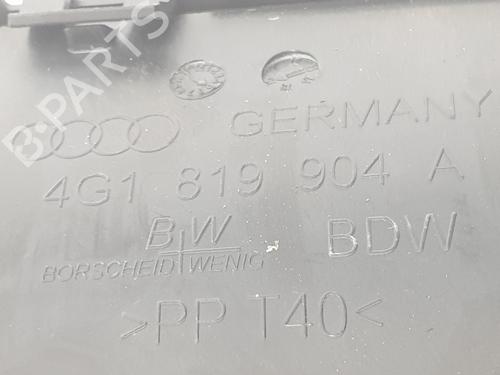 B-PARTS
GERMANY
4G1 819 904 A
BW BDW
BORSCHEID WENIG
>PP T40<